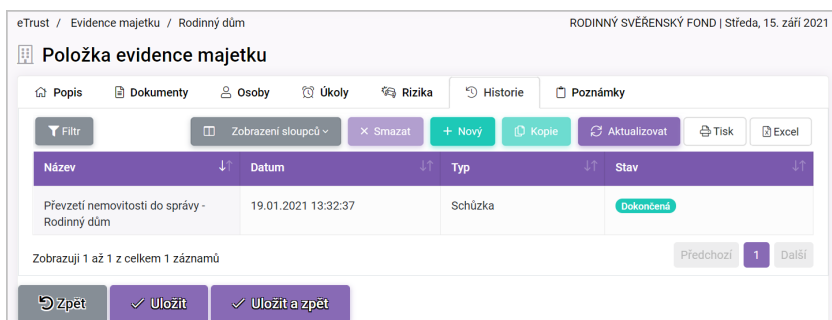 eTrust / Evidence majetku / Rodinný dům RODINNÝ SVĚŘENSKÝ FOND | Středa, 15. září 2021
Položka evidence majetku
Popis Dokumenty Osoby Úkoly Rizika Historie Poznámky
Filtr Zobrazení sloupců Smazat Nový Kopie Aktualizovat Tisk Excel
Název Datum Typ Stav
Převzetí nemovitosti do správy - 19.01.2021 13:32:37 Schůzka Dokončená
Rodinný dům
Zobrazuji 1 až 1 z celkem 1 záznamů Předchozí 1 Další
Zpět Uložit Uložit a zpět